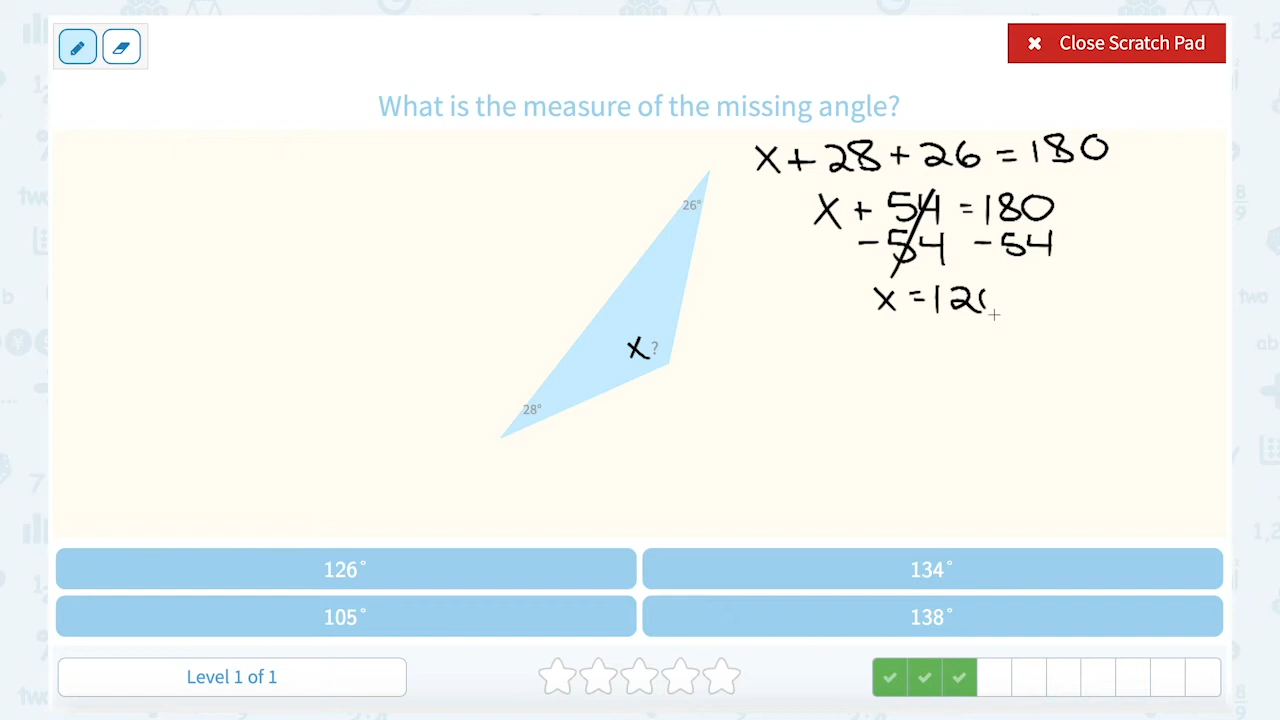 Close Scratch Pad
What is the measure of the missing angle?
x + 28 + 26 = 180
x + 54 = 180
- 54 - 54
x = 12
26°
x ?
28°
126°
134°
105°
138°
Level 1 of 1